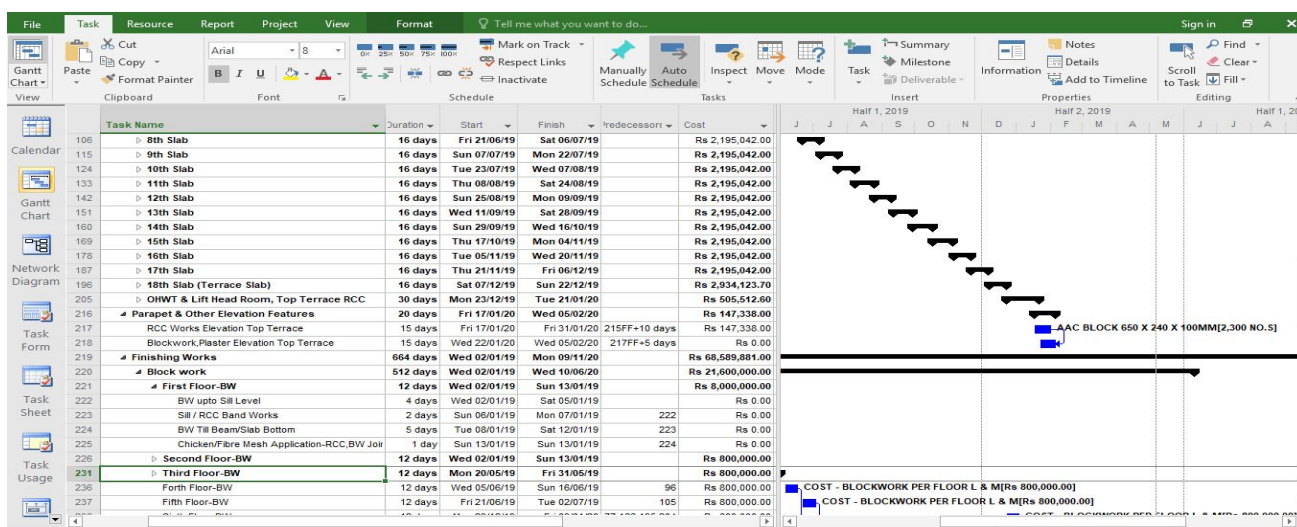 File Task Resource Report Project View Format Tell me what you want to do... Sign in
Cut
Copy
Format Painter
Paste
Gantt Chart
Arial 8
B I U A
0× 25× 50× 75× 100×
Mark on Track
Respect Links
Inactivate
Manually Schedule
Auto Schedule
Inspect Move Mode
Task
Summary
Milestone
Deliverable
Information
Notes
Details
Add to Timeline
Scroll to Task
Find
Clear
Fill
View Clipboard Font Schedule Tasks Insert Properties Editing
Calendar
Gantt Chart
Network Diagram
Task Form
Task Sheet
Task Usage
Task Name Duration Start Finish Predecessors Cost
Half 1, 2019 Half 2, 2019
J J A S O N D J F M A M J J A
106 8th Slab 16 days Fri 21/06/19 Sat 06/07/19 Rs 2,195,042.00
115 9th Slab 16 days Sun 07/07/19 Mon 22/07/19 Rs 2,195,042.00
124 10th Slab 16 days Tue 23/07/19 Wed 07/08/19 Rs 2,195,042.00
133 11th Slab 16 days Thu 08/08/19 Sat 24/08/19 Rs 2,195,042.00
142 12th Slab 16 days Sun 25/08/19 Mon 09/09/19 Rs 2,195,042.00
151 13th Slab 16 days Wed 11/09/19 Sat 28/09/19 Rs 2,195,042.00
160 14th Slab 16 days Sun 29/09/19 Wed 16/10/19 Rs 2,195,042.00
169 15th Slab 16 days Thu 17/10/19 Mon 04/11/19 Rs 2,195,042.00
178 16th Slab 16 days Tue 05/11/19 Wed 20/11/19 Rs 2,195,042.00
187 17th Slab 16 days Thu 21/11/19 Fri 06/12/19 Rs 2,195,042.00
196 18th Slab (Terrace Slab) 16 days Sat 07/12/19 Sun 22/12/19 Rs 2,934,123.70
205 OHWT & Lift Head Room, Top Terrace RCC 30 days Mon 23/12/19 Tue 21/01/20 Rs 505,512.60
216 Parapet & Other Elevation Features 20 days Fri 17/01/20 Wed 05/02/20 Rs 147,338.00
217 RCC Works Elevation Top Terrace 15 days Fri 17/01/20 Fri 31/01/20 215FF+10 days Rs 147,338.00 AAC BLOCK 650 X 240 X 100MM[2,300 NO.S]
218 Blockwork,Plaster Elevation Top Terrace 15 days Wed 22/01/20 Wed 05/02/20 217FF+5 days Rs 0.00
219 Finishing Works 664 days Wed 02/01/19 Mon 09/11/20 Rs 68,589,881.00
220 Block work 512 days Wed 02/01/19 Wed 10/06/20 Rs 21,600,000.00
221 First Floor-BW 12 days Wed 02/01/19 Sun 13/01/19 Rs 8,000,000.00
222 BW upto Sill Level 4 days Wed 02/01/19 Sat 05/01/19 Rs 0.00
223 Sill / RCC Band Works 2 days Sun 06/01/19 Mon 07/01/19 222 Rs 0.00
224 BW Till Beam/Slab Bottom 5 days Tue 08/01/19 Sat 12/01/19 223 Rs 0.00
225 Chicken/Fibre Mesh Application-RCC,BW Joir 1 day Sun 13/01/19 Sun 13/01/19 224 Rs 0.00
226 Second Floor-BW 12 days Wed 02/01/19 Sun 13/01/19 Rs 800,000.00
231 Third Floor-BW 12 days Mon 20/05/19 Fri 31/05/19 Rs 800,000.00
236 Forth Floor-BW 12 days Wed 05/06/19 Sun 16/06/19 96 Rs 800,000.00 COST - BLOCKWORK PER FLOOR L & M[Rs 800,000.00]
237 Fifth Floor-BW 12 days Fri 21/06/19 Tue 02/07/19 105 Rs 800,000.00 COST - BLOCKWORK PER FLOOR L & M[Rs 800,000.00]